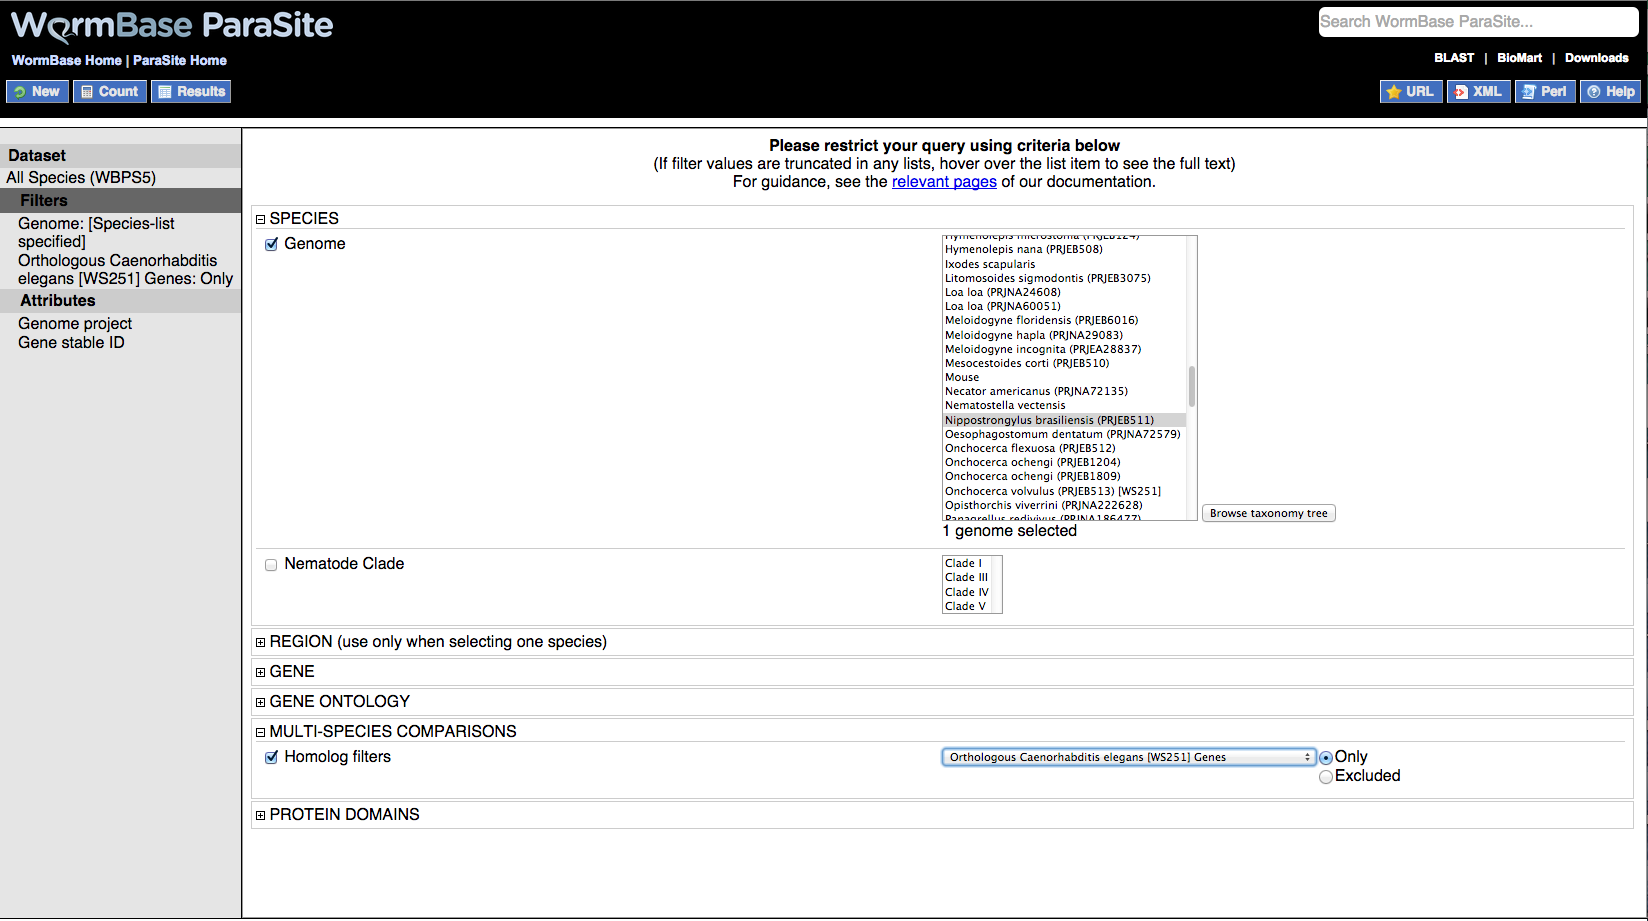 WormBase ParaSite
Search WormBase ParaSite...
WormBase Home | ParaSite Home
BLAST | BioMart | Downloads
New Count Results
URL XML Perl Help
Dataset
All Species (WBPS5)
Filters
Genome: [Species-list
specified]
Orthologous Caenorhabditis
elegans [WS251] Genes: Only
Attributes
Genome project
Gene stable ID
Please restrict your query using criteria below
(If filter values are truncated in any lists, hover over the list item to see the full text)
For guidance, see the relevant pages of our documentation.
SPECIES
Genome
Hymenolepis microstoma (PRJEB124)
Hymenolepis nana (PRJEB508)
Ixodes scapularis
Litomosoides sigmodontis (PRJEB3075)
Loa loa (PRJNA24608)
Loa loa (PRJNA60051)
Meloidogyne floridensis (PRJEB6016)
Meloidogyne hapla (PRJNA29083)
Meloidogyne incognita (PRJEA28837)
Mesocestoides corti (PRJEB510)
Mouse
Necator americanus (PRJNA72135)
Nematostella vectensis
Nippostrongylus brasiliensis (PRJEB511)
Oesophagostomum dentatum (PRJNA72579)
Onchocerca flexuosa (PRJEB512)
Onchocerca ochengi (PRJEB1204)
Onchocerca ochengi (PRJEB1809)
Onchocerca volvulus (PRJEB513) [WS251]
Opisthorchis viverrini (PRJNA222628)
Panagrellus redivivus (PRJNA186477)
Browse taxonomy tree
1 genome selected
Nematode Clade
Clade I
Clade III
Clade IV
Clade V
REGION (use only when selecting one species)
GENE
GENE ONTOLOGY
MULTI-SPECIES COMPARISONS
Homolog filters
Orthologous Caenorhabditis elegans [WS251] Genes
Only
Excluded
PROTEIN DOMAINS